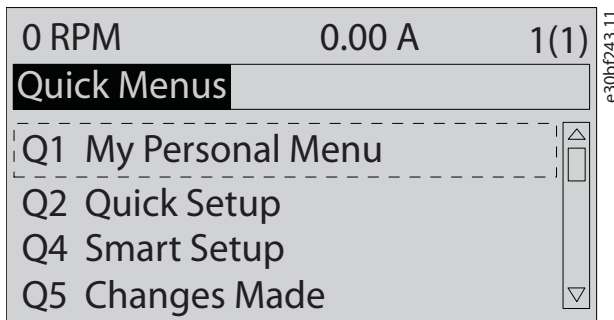 0 RPM 0.00 A 1(1)
Quick Menus
Q1 My Personal Menu
Q2 Quick Setup
Q4 Smart Setup
Q5 Changes Made
e30bf243.11